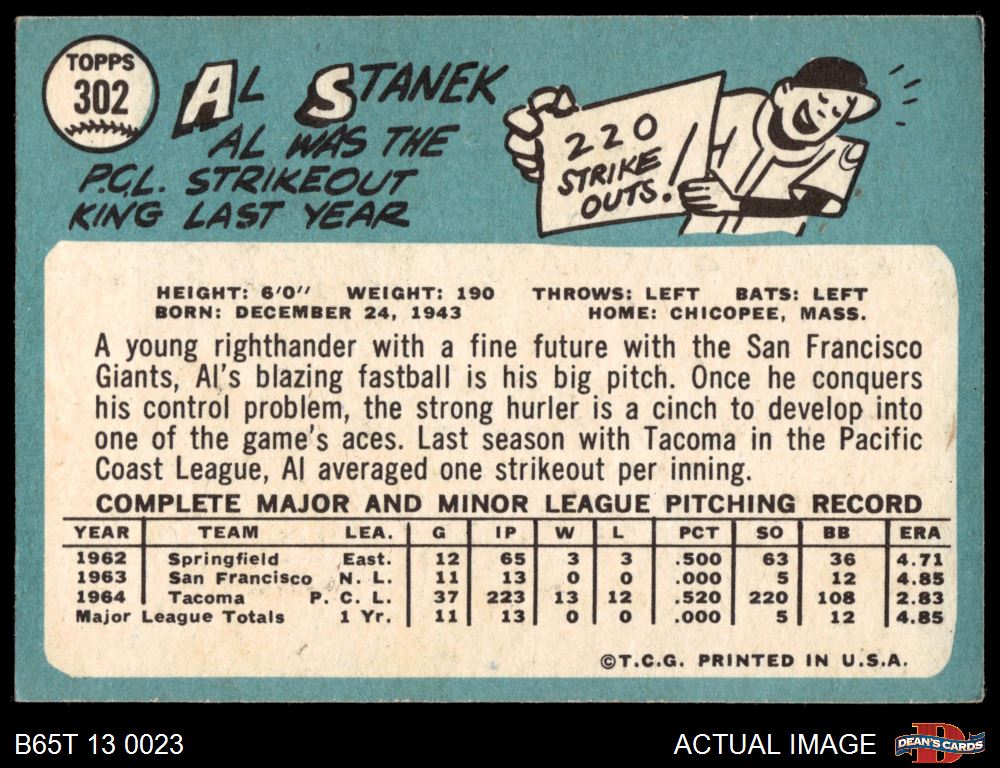 TOPPS
302
AL STANEK
AL WAS THE
P.C.L. STRIKEOUT
KING LAST YEAR
220
STRIKE
OUTS!
HEIGHT: 6'0" WEIGHT: 190 THROWS: LEFT BATS: LEFT
BORN: DECEMBER 24, 1943 HOME: CHICOPEE, MASS.
A young righthander with a fine future with the San Francisco
Giants, Al's blazing fastball is his big pitch. Once he conquers
his control problem, the strong hurler is a cinch to develop into
one of the game's aces. Last season with Tacoma in the Pacific
Coast League, Al averaged one strikeout per inning.
COMPLETE MAJOR AND MINOR LEAGUE PITCHING RECORD
YEAR TEAM LEA. G IP W L PCT SO BB ERA
1962 Springfield East. 12 65 3 3 .500 63 36 4.71
1963 San Francisco N. L. 11 13 0 0 .000 5 12 4.85
1964 Tacoma P. C. L. 37 223 13 12 .520 220 108 2.83
Major League Totals 1 Yr. 11 13 0 0 .000 5 12 4.85
©T.C.G. PRINTED IN U.S.A.
B65T 13 0023
ACTUAL IMAGE
D
DEAN'S CARDS